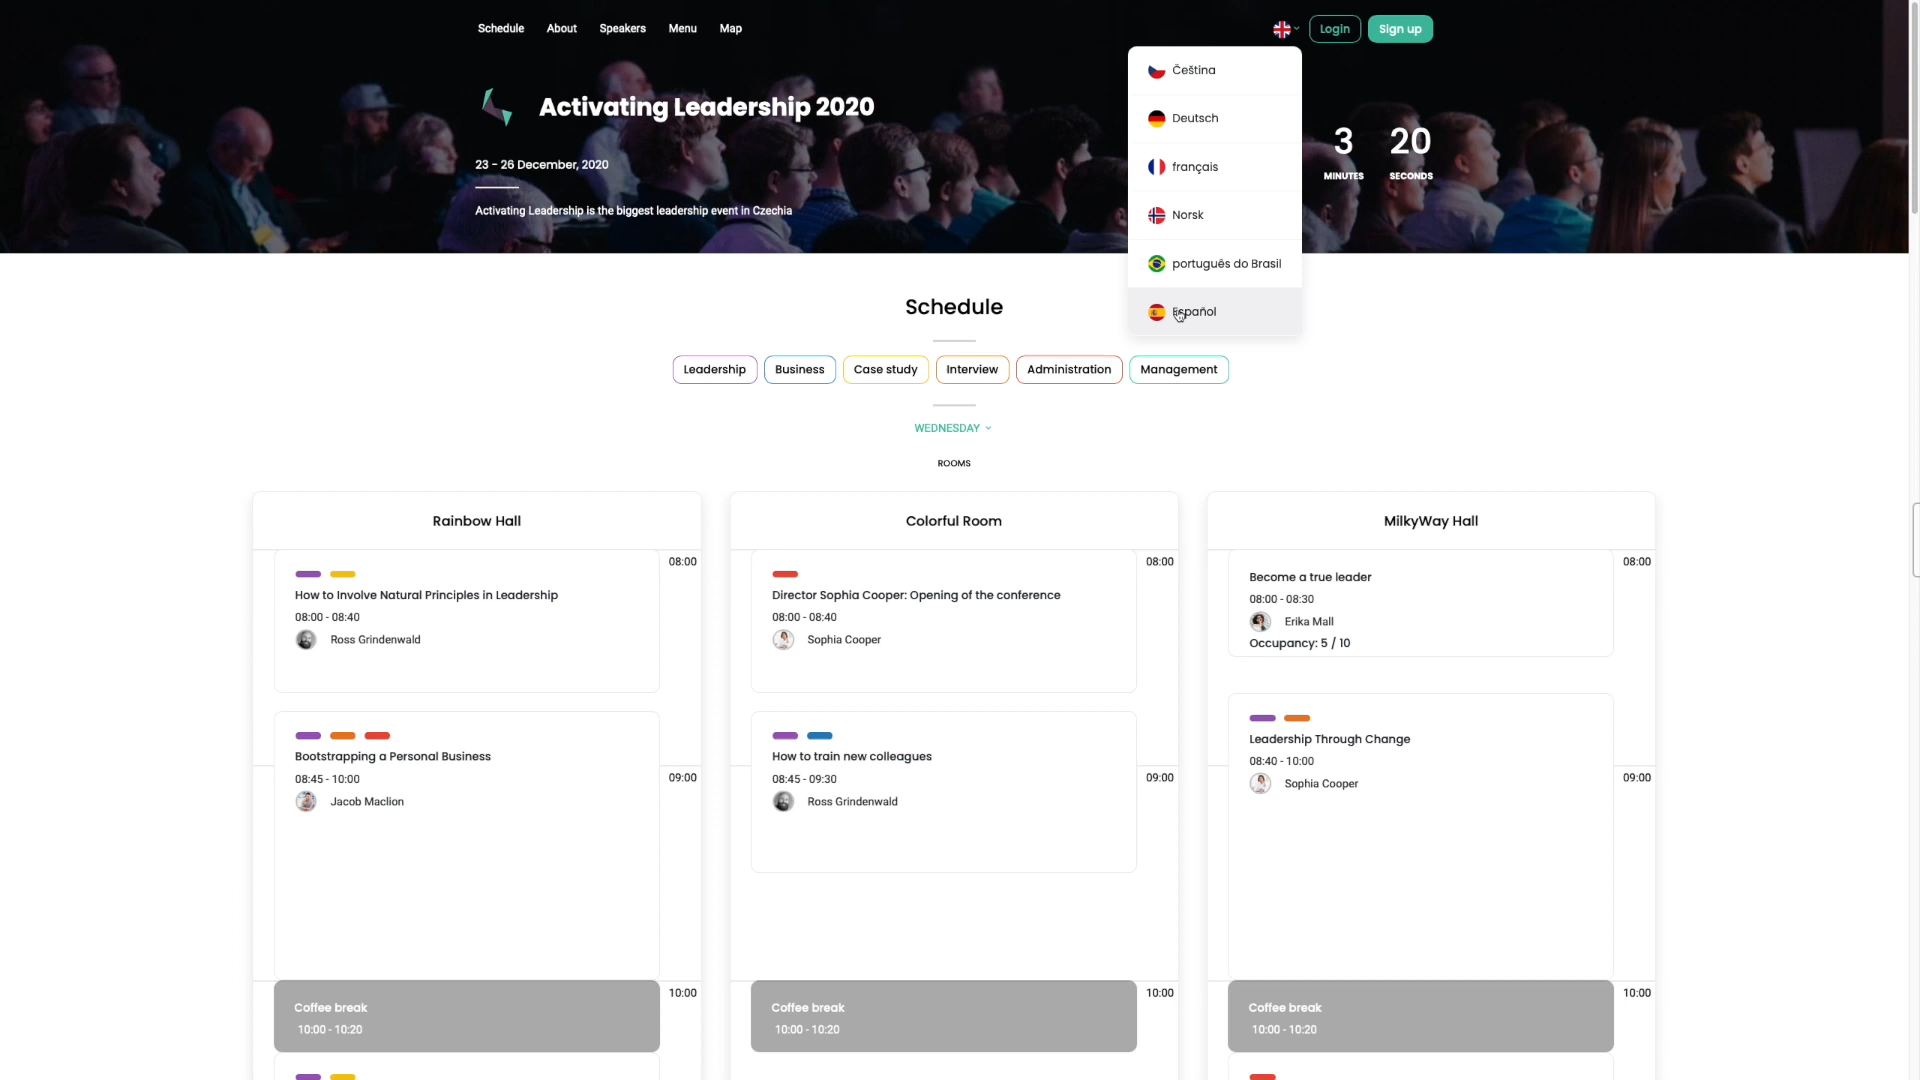 Schedule About Speakers Menu Map
Login Sign up
Čeština
Deutsch
français
Norsk
português do Brasil
Español
Activating Leadership 2020
23 - 26 December, 2020
Activating Leadership is the biggest leadership event in Czechia
3 20
MINUTES SECONDS
Schedule
Leadership Business Case study Interview Administration Management
WEDNESDAY
ROOMS
Rainbow Hall
08:00
How to Involve Natural Principles in Leadership
08:00 - 08:40
Ross Grindenwald
Bootstrapping a Personal Business
08:45 - 10:00
09:00
Jacob Maclion
10:00
Coffee break
10:00 - 10:20
Colorful Room
08:00
Director Sophia Cooper: Opening of the conference
08:00 - 08:40
Sophia Cooper
How to train new colleagues
08:45 - 09:30
09:00
Ross Grindenwald
10:00
Coffee break
10:00 - 10:20
MilkyWay Hall
08:00
Become a true leader
08:00 - 08:30
Erika Mall
Occupancy: 5 / 10
Leadership Through Change
08:40 - 10:00
09:00
Sophia Cooper
10:00
Coffee break
10:00 - 10:20